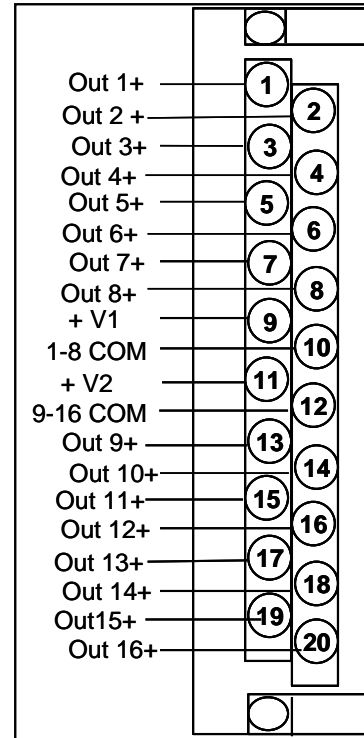 Out 1+ 1
Out 2 + 2
Out 3+ 3
Out 4+ 4
Out 5+ 5
Out 6+ 6
Out 7+ 7
Out 8+ 8
+ V1 9
1-8 COM 10
+ V2 11
9-16 COM 12
Out 9+ 13
Out 10+ 14
Out 11+ 15
Out 12+ 16
Out 13+ 17
Out 14+ 18
Out15+ 19
Out 16+ 20